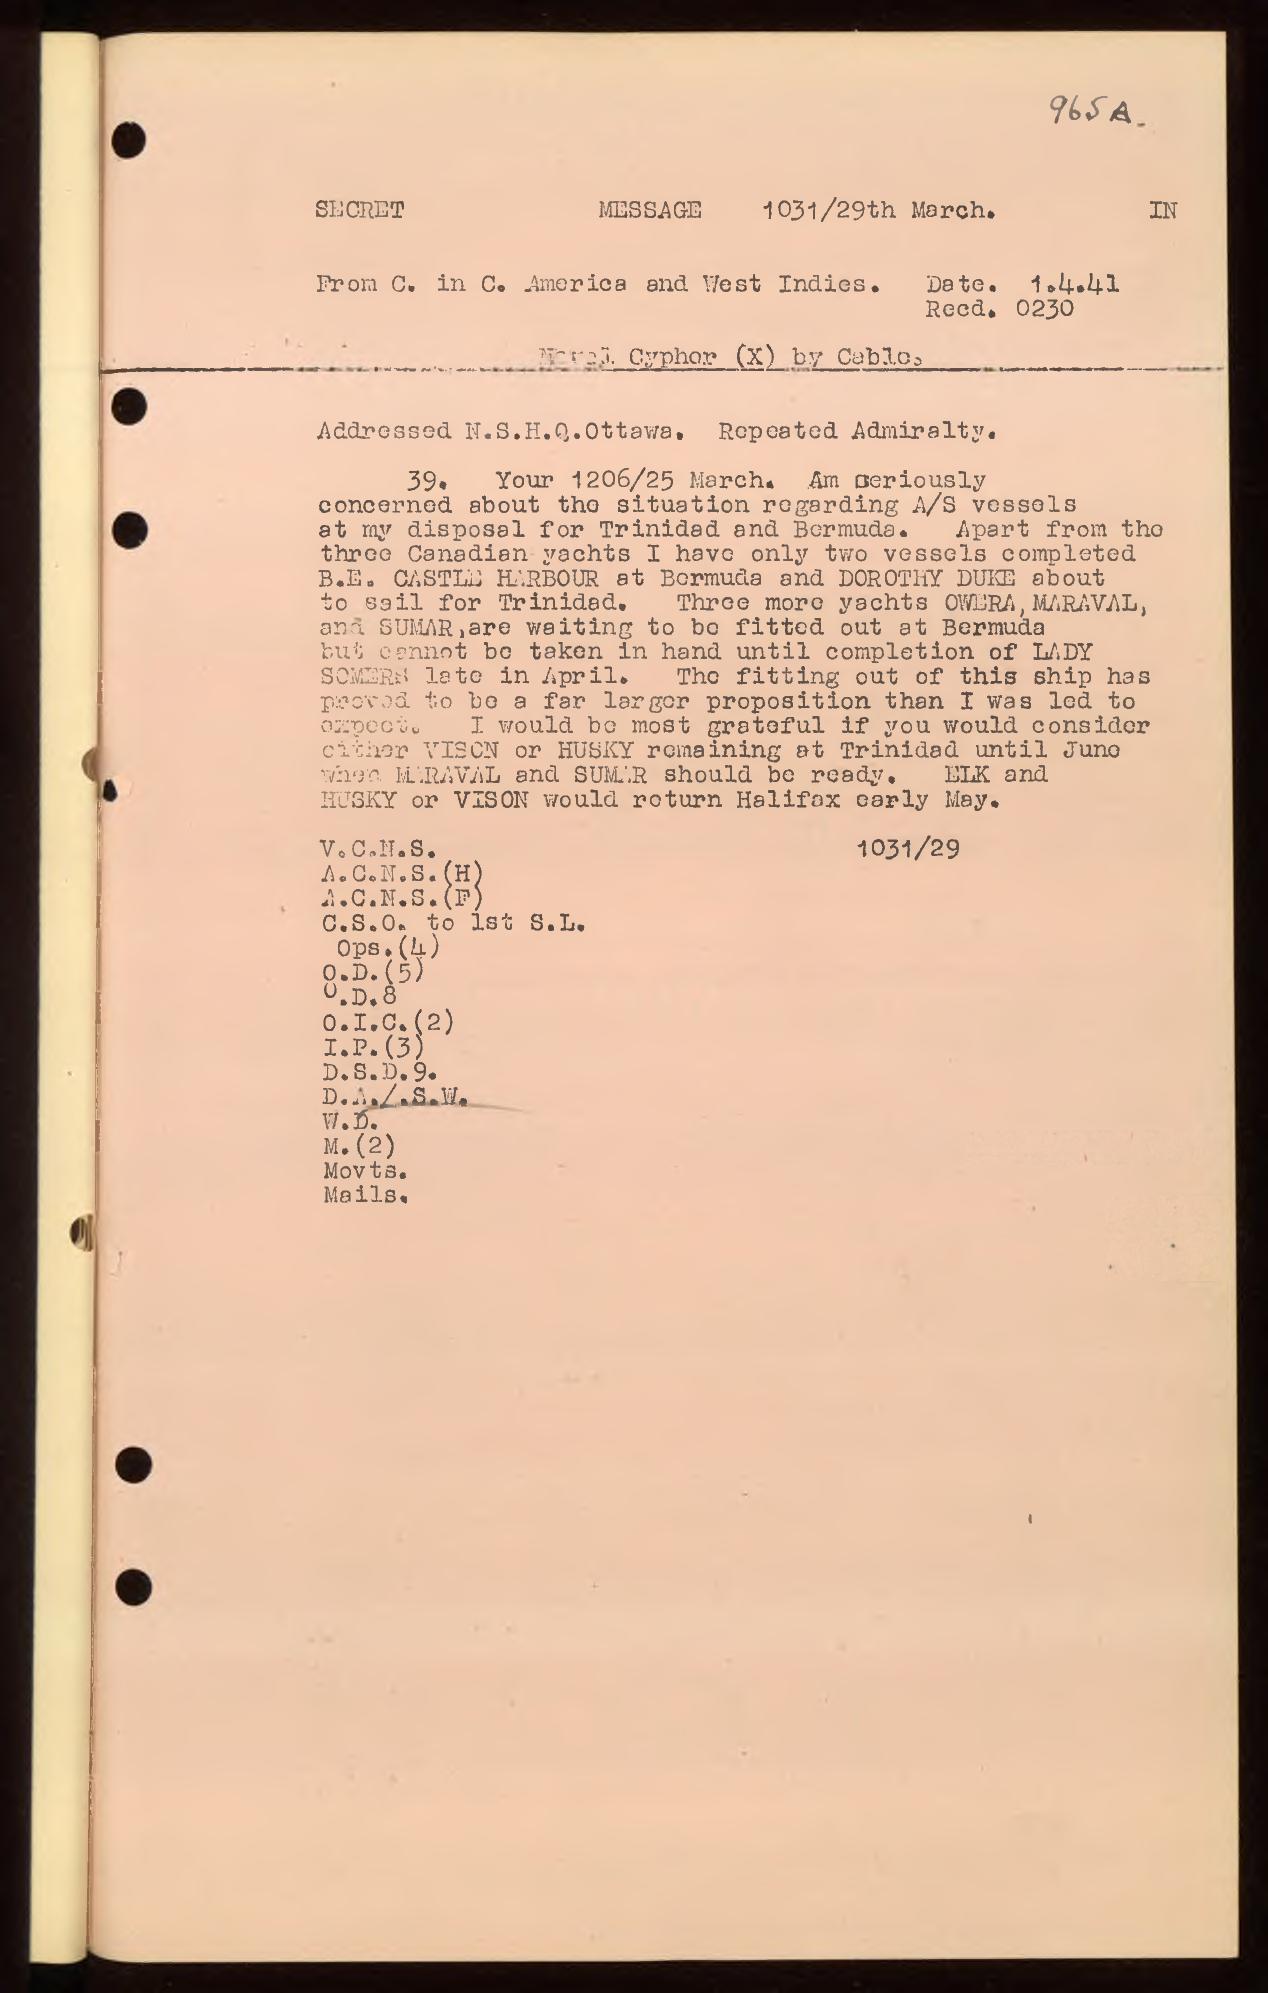 965A.
SECRET MESSAGE 1031/29th March. IN
From C. in C. America and West Indies. Date. 1.4.41
Recd. 0230
Naval Cypher (X) by Cable.
Addressed N.S.H.Q.Ottawa. Repeated Admiralty.
39. Your 1206/25 March. Am seriously
concerned about the situation regarding A/S vessels
at my disposal for Trinidad and Bermuda. Apart from the
three Canadian yachts I have only two vessels completed
B.E. CASTLE HARBOUR at Bermuda and DOROTHY DUKE about
to sail for Trinidad. Three more yachts OWERA, MARAVAL,
and SUMAR,are waiting to be fitted out at Bermuda
but cannot be taken in hand until completion of LADY
SOMERS late in April. The fitting out of this ship has
proved to be a far larger proposition than I was led to
expect. I would be most grateful if you would consider
either VISON or HUSKY remaining at Trinidad until June
when MARAVAL and SUMAR should be ready. ELK and
HUSKY or VISON would return Halifax early May.
V.C.N.S. 1031/29
A.C.N.S.(H)
A.C.N.S.(F)
C.S.O. to 1st S.L.
Ops.(4)
O.D.(5)
O.D.8
O.I.C.(2)
I.P.(3)
D.S.D.9.
D.A./.S.W.
W.D.
M.(2)
Movts.
Mails.